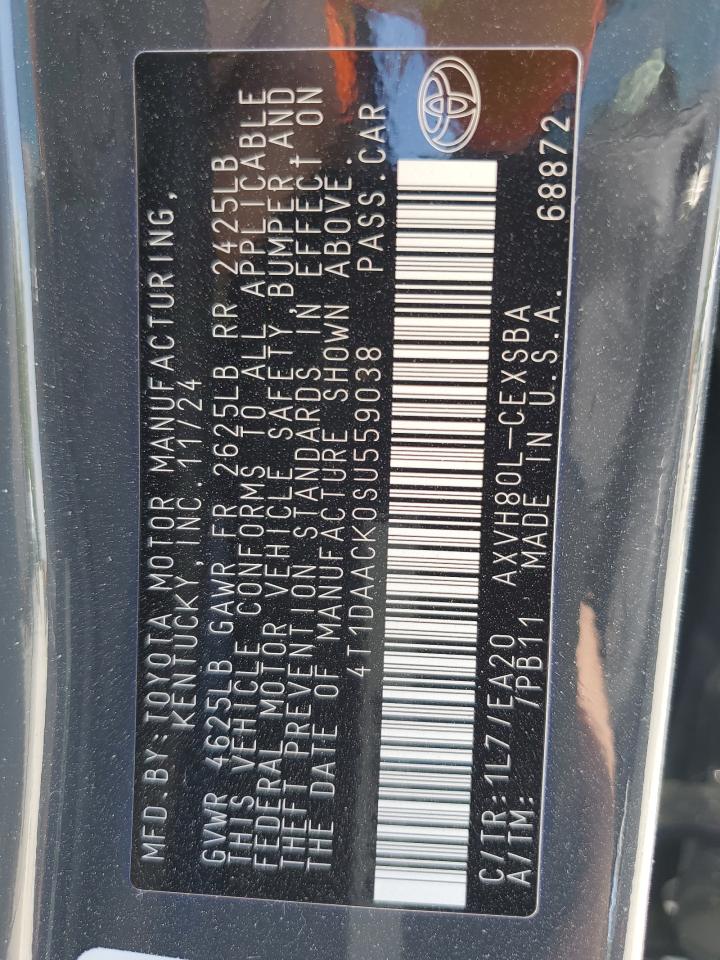 MFD.BY:TOYOTA MOTOR MANUFACTURING,
KENTUCKY, INC. 11/24
GVWR 4625LB GAWR FR 2625LB RR 2425LB
THIS VEHICLE CONFORMS TO ALL APPLICABLE
FEDERAL MOTOR VEHICLE SAFETY, BUMPER AND
THEFT PREVENTION STANDARDS IN EFFECT ON
THE DATE OF MANUFACTURE SHOWN ABOVE.
4T1DAACK0SU559038 PASS.CAR
C/TR:1L7/EA20 AXVH80L-CEXSBA
A/TM: /PB11 MADE IN U.S.A. 68872